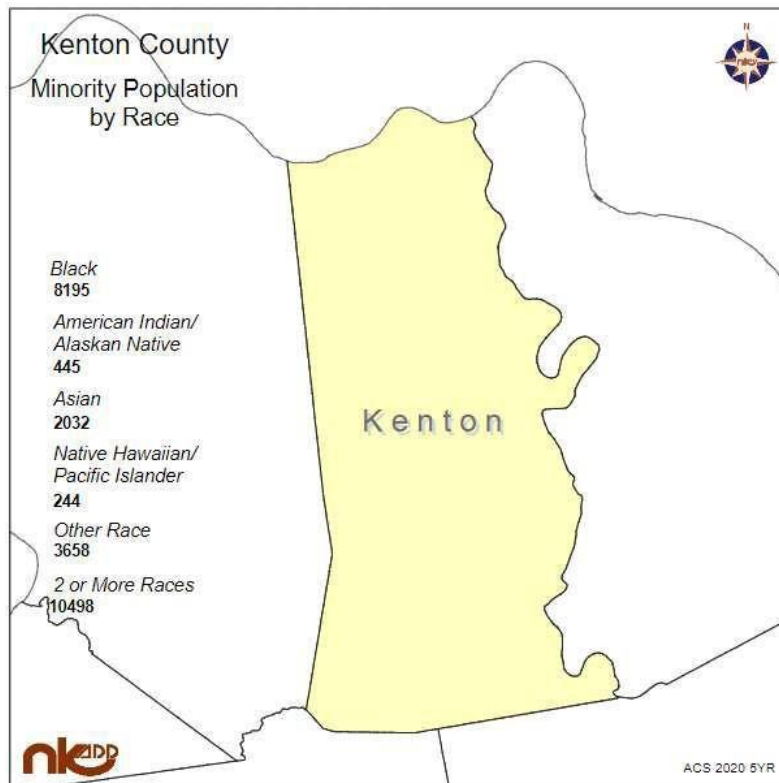 Kenton County
Minority Population
by Race
N
Black
8195
American Indian/
Alaskan Native
445
Asian
2032
Native Hawaiian/
Pacific Islander
244
Other Race
3658
2 or More Races
10498
Kenton
nkADD
ACS 2020 5YR